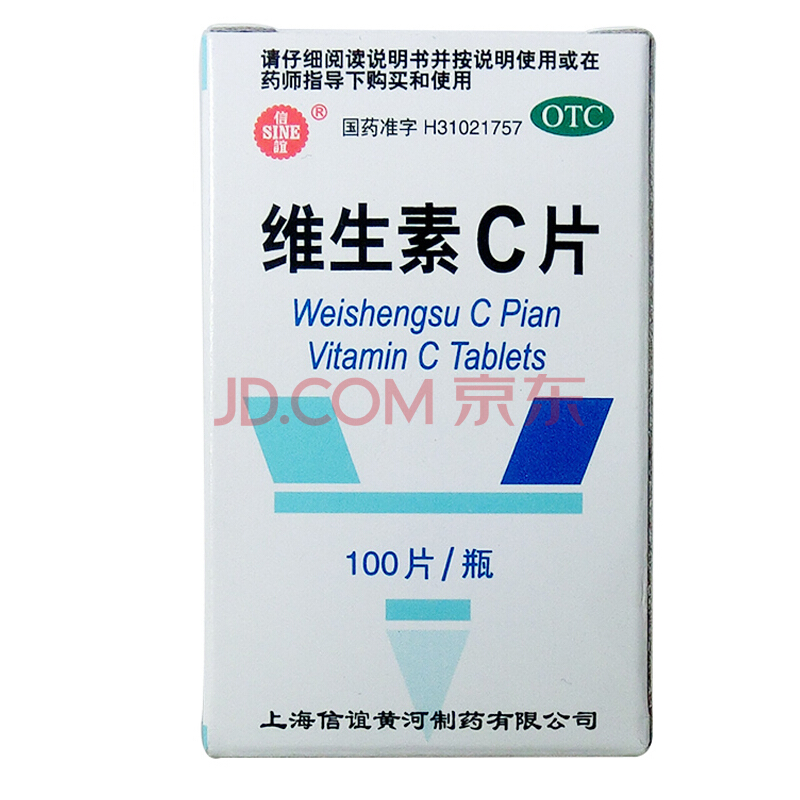 请仔细阅读说明书并按说明使用或在
药师指导下购买和使用
信
SINE
谊
®
国药准字 H31021757
OTC
维生素C片
Weishengsu C Pian
Vitamin C Tablets
JD.COM 京东
100片/瓶
上海信谊黄河制药有限公司